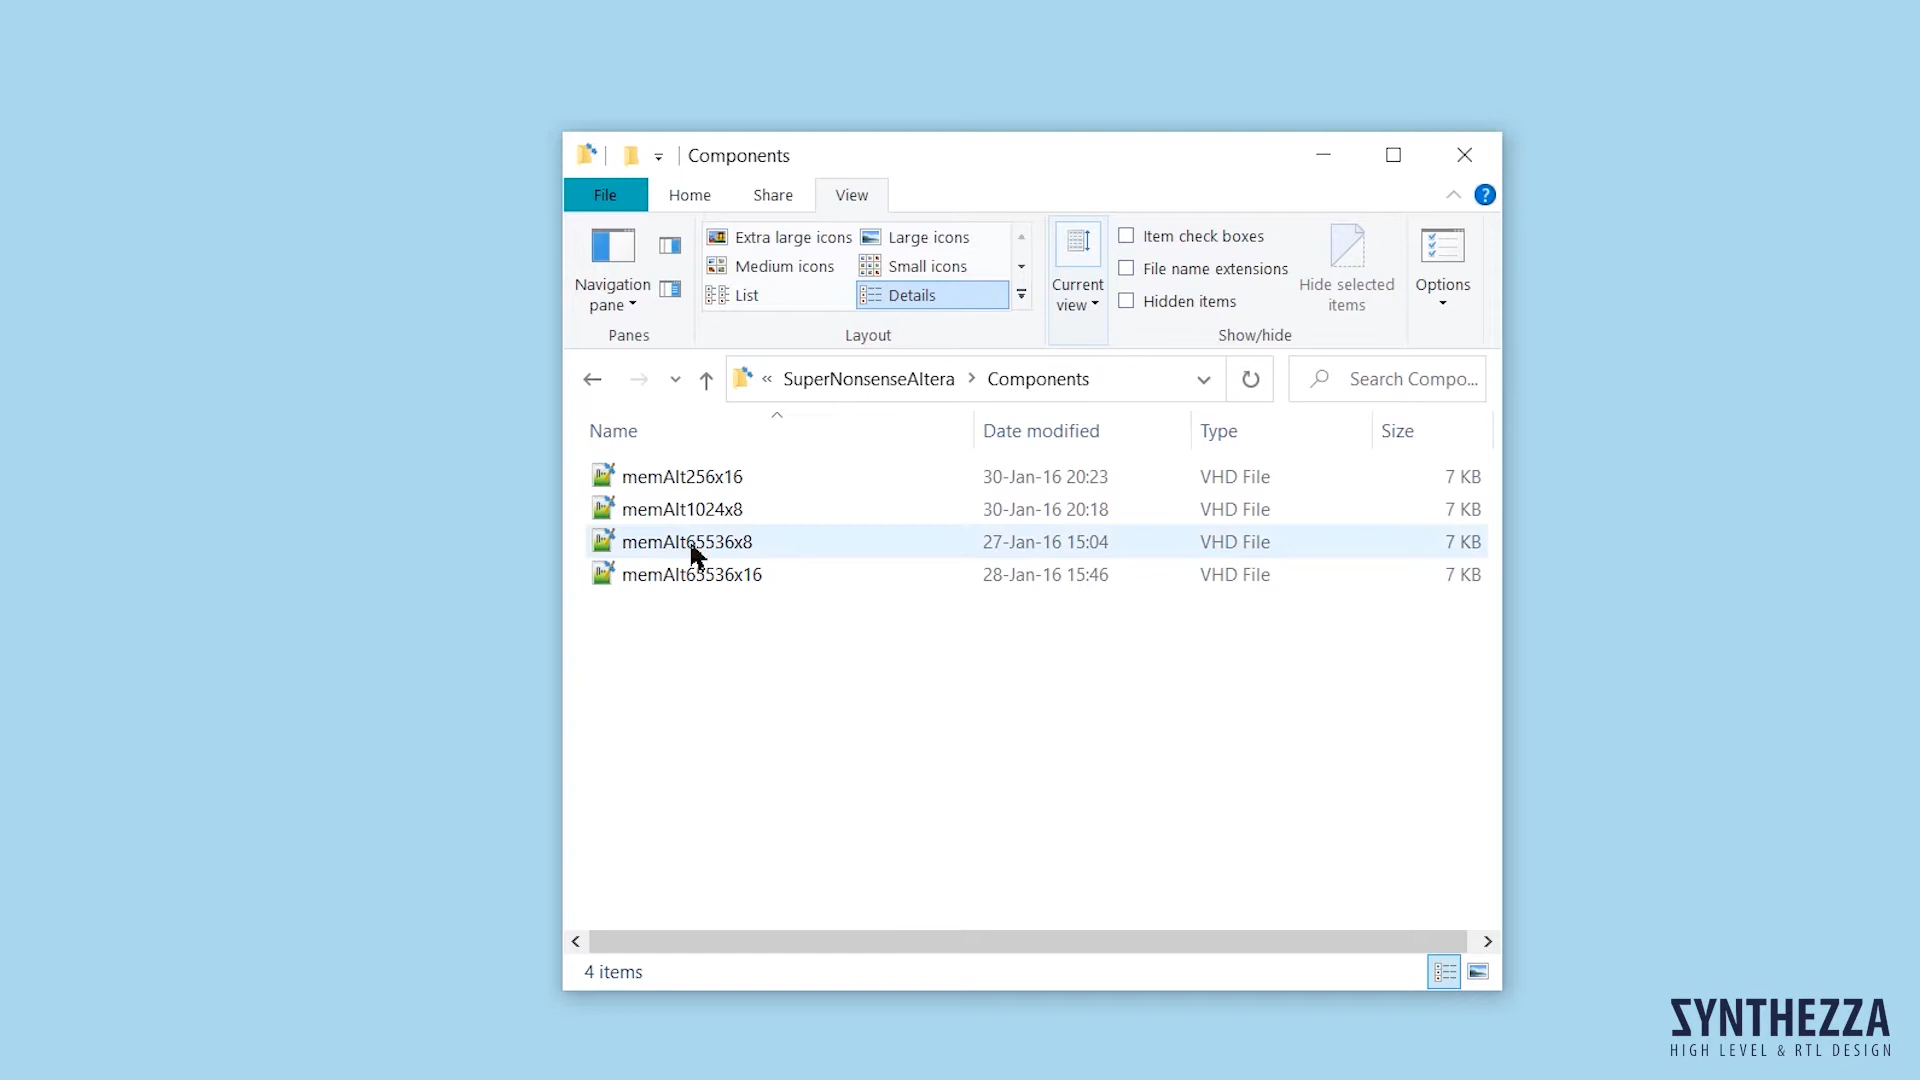 Components
File Home Share View
Extra large icons Large icons
Medium icons Small icons
List Details
Navigation pane
Current view
Item check boxes
File name extensions
Hidden items
Hide selected items
Options
Panes Layout Show/hide
« SuperNonsenseAltera > Components
Search Compo...
Name Date modified Type Size
memAlt256x16 30-Jan-16 20:23 VHD File 7 KB
memAlt1024x8 30-Jan-16 20:18 VHD File 7 KB
memAlt65536x8 27-Jan-16 15:04 VHD File 7 KB
memAlt65536x16 28-Jan-16 15:46 VHD File 7 KB
4 items
SYNTHEZZA
HIGH LEVEL & RTL DESIGN